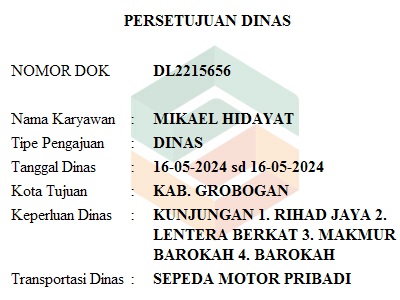 PERSETUJUAN DINAS
NOMOR DOK DL2215656
Nama Karyawan : MIKAEL HIDAYAT
Tipe Pengajuan : DINAS
Tanggal Dinas : 16-05-2024 sd 16-05-2024
Kota Tujuan : KAB. GROBOGAN
Keperluan Dinas : KUNJUNGAN 1. RIHAD JAYA 2.
LENTERA BERKAT 3. MAKMUR
BAROKAH 4. BAROKAH
Transportasi Dinas : SEPEDA MOTOR PRIBADI